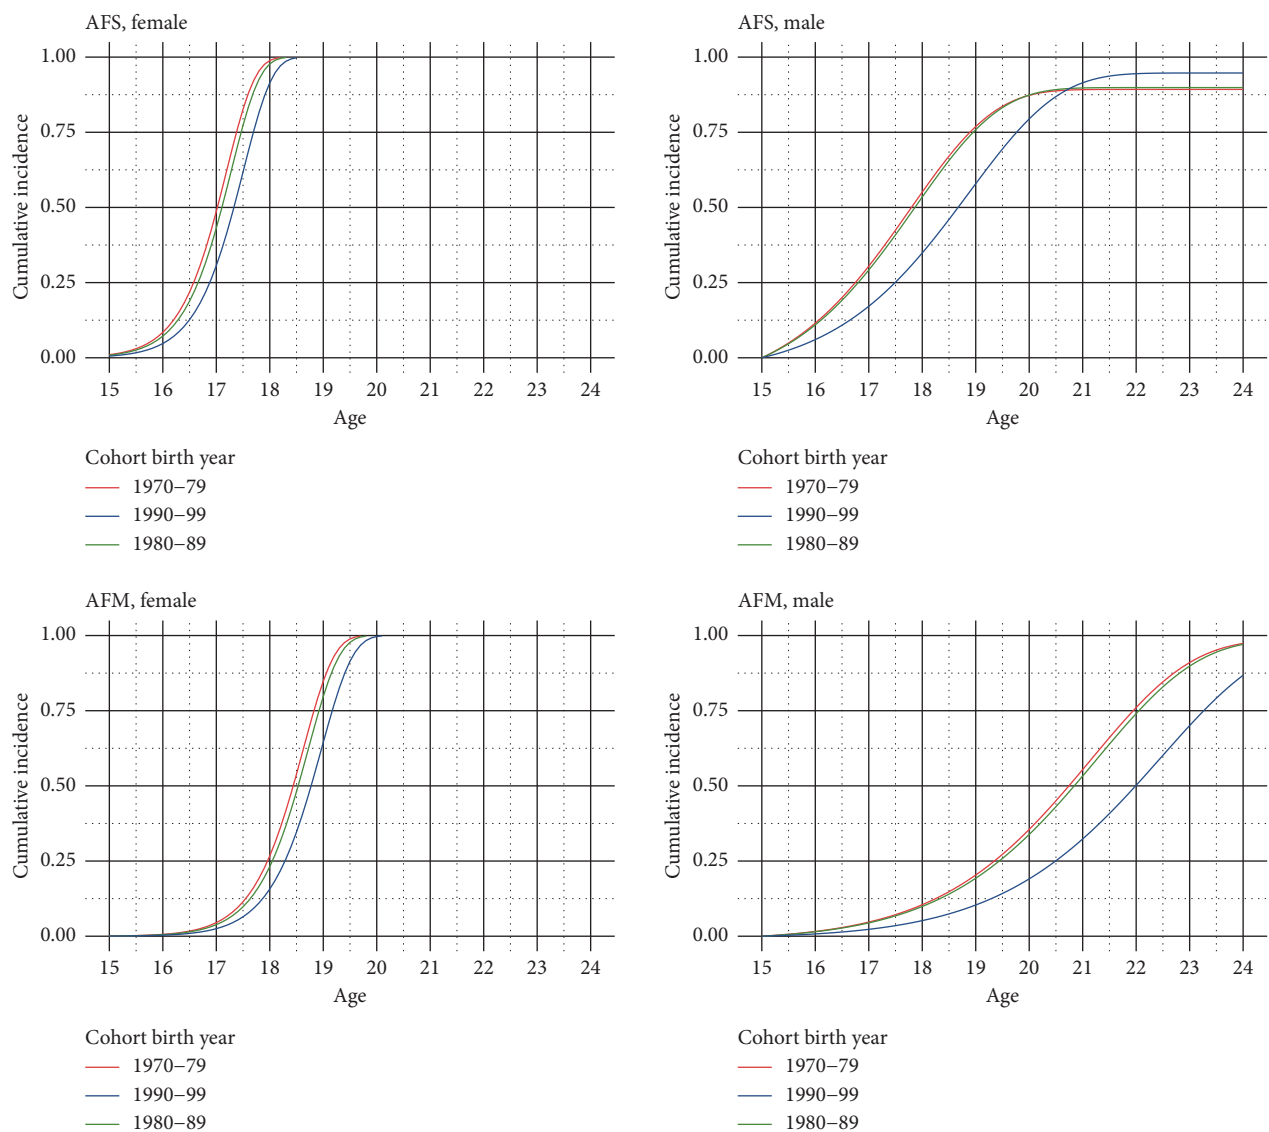 AFS, female
1.00
0.75
0.50
0.25
0.00
Cumulative incidence
15 16 17 18 19 20 21 22 23 24
Age
Cohort birth year
1970–79
1990–99
1980–89
AFS, male
1.00
0.75
0.50
0.25
0.00
Cumulative incidence
15 16 17 18 19 20 21 22 23 24
Age
Cohort birth year
1970–79
1990–99
1980–89
AFM, female
1.00
0.75
0.50
0.25
0.00
Cumulative incidence
15 16 17 18 19 20 21 22 23 24
Age
Cohort birth year
1970–79
1990–99
1980–89
AFM, male
1.00
0.75
0.50
0.25
0.00
Cumulative incidence
15 16 17 18 19 20 21 22 23 24
Age
Cohort birth year
1970–79
1990–99
1980–89